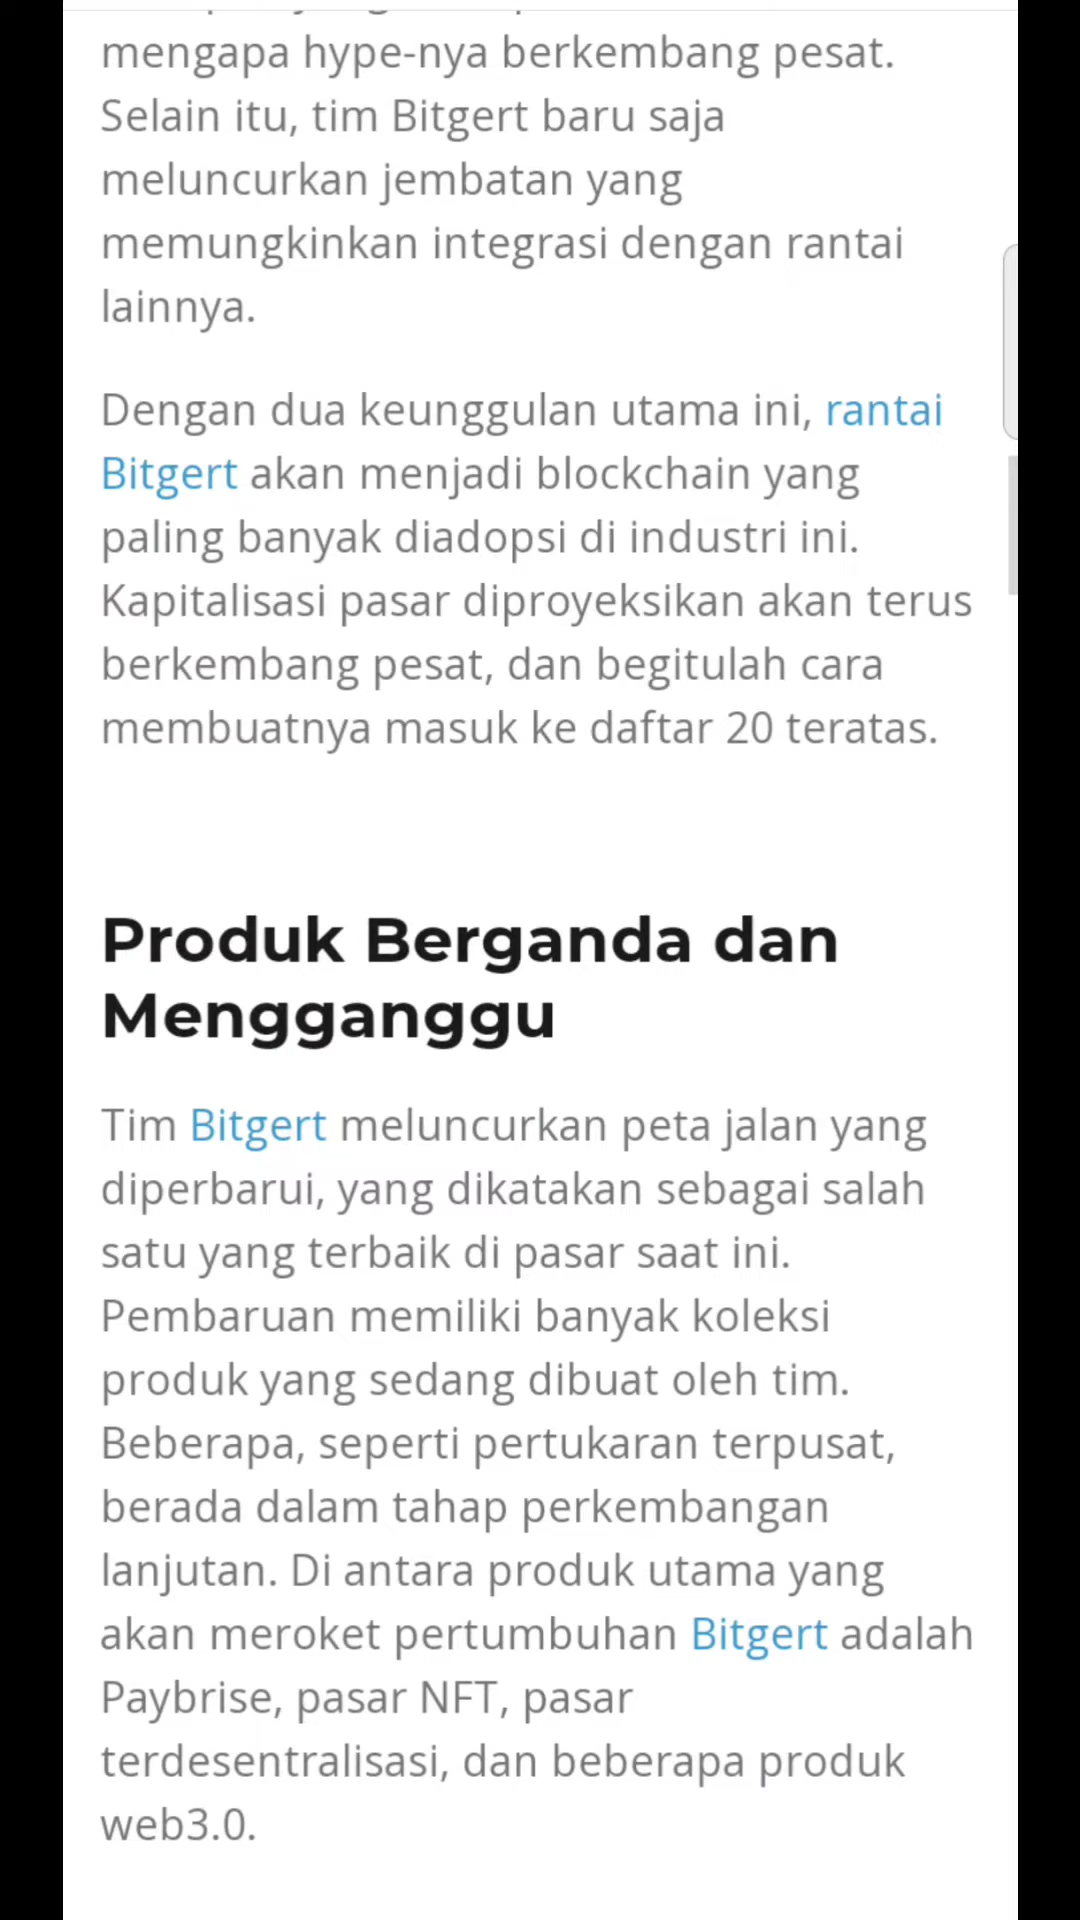 mengapa hype-nya berkembang pesat.
Selain itu, tim Bitgert baru saja
meluncurkan jembatan yang
memungkinkan integrasi dengan rantai
lainnya.
Dengan dua keunggulan utama ini, rantai
Bitgert akan menjadi blockchain yang
paling banyak diadopsi di industri ini.
Kapitalisasi pasar diproyeksikan akan terus
berkembang pesat, dan begitulah cara
membuatnya masuk ke daftar 20 teratas.
Produk Berganda dan
Mengganggu
Tim Bitgert meluncurkan peta jalan yang
diperbarui, yang dikatakan sebagai salah
satu yang terbaik di pasar saat ini.
Pembaruan memiliki banyak koleksi
produk yang sedang dibuat oleh tim.
Beberapa, seperti pertukaran terpusat,
berada dalam tahap perkembangan
lanjutan. Di antara produk utama yang
akan meroket pertumbuhan Bitgert adalah
Paybrise, pasar NFT, pasar
terdesentralisasi, dan beberapa produk
web3.0.